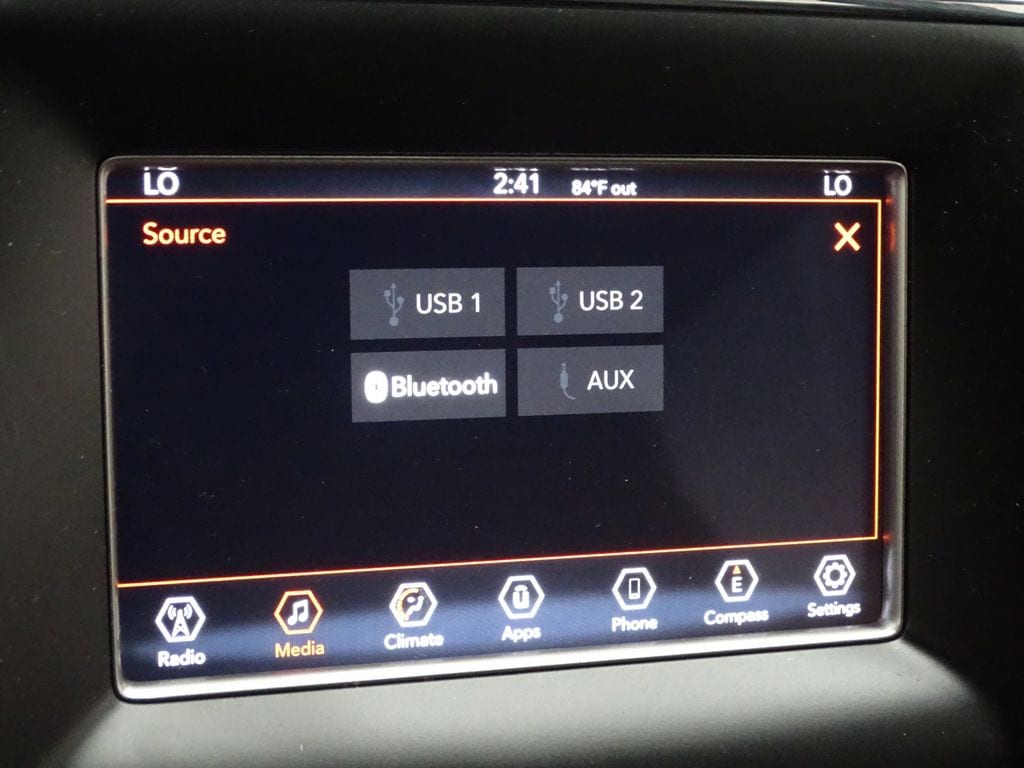 LO 2:41 84°F out LO
Source X
USB 1 USB 2
Bluetooth AUX
E
Radio Media Climate Apps Phone Compass Settings